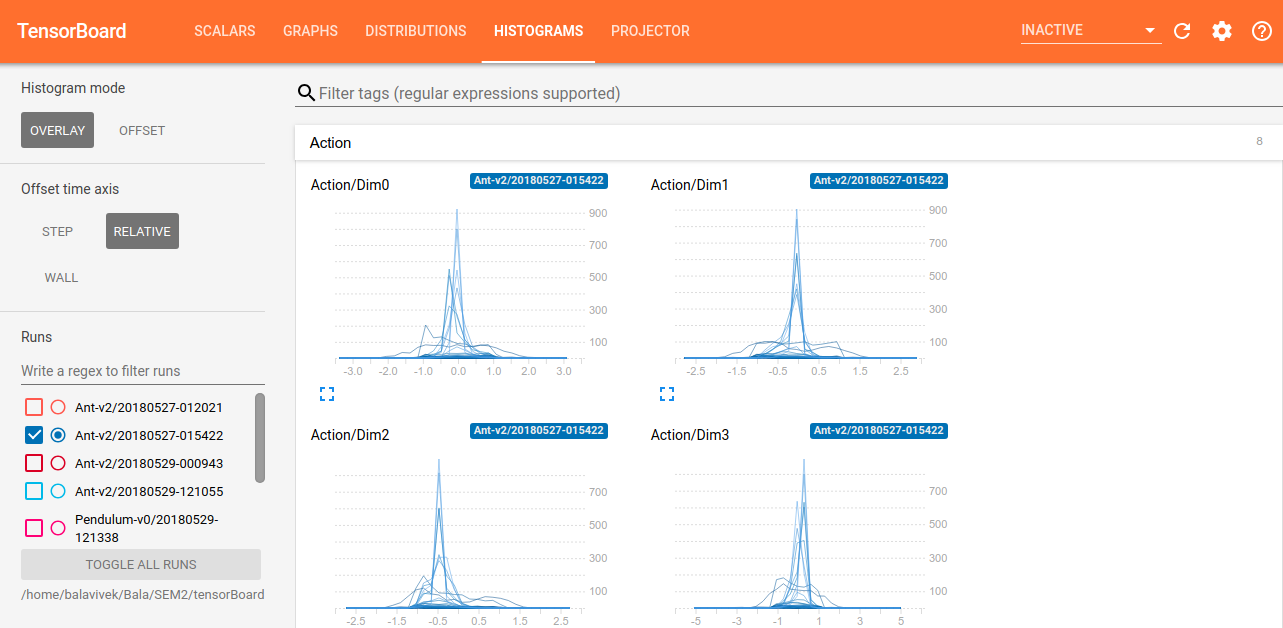 TensorBoard SCALARS GRAPHS DISTRIBUTIONS HISTOGRAMS PROJECTOR INACTIVE
Histogram mode
OVERLAY OFFSET
Offset time axis
STEP RELATIVE
WALL
Runs
Write a regex to filter runs
Ant-v2/20180527-012021
Ant-v2/20180527-015422
Ant-v2/20180529-000943
Ant-v2/20180529-121055
Pendulum-v0/20180529-
121338
TOGGLE ALL RUNS
/home/balavivek/Bala/SEM2/tensorBoard
Filter tags (regular expressions supported)
Action 8
Action/Dim0 Ant-v2/20180527-015422
900
700
500
300
100
-3.0 -2.0 -1.0 0.0 1.0 2.0 3.0
Action/Dim1 Ant-v2/20180527-015422
900
700
500
300
100
-2.5 -1.5 -0.5 0.5 1.5 2.5
Action/Dim2 Ant-v2/20180527-015422
700
500
300
100
-2.5 -1.5 -0.5 0.5 1.5 2.5
Action/Dim3 Ant-v2/20180527-015422
700
500
300
100
-5 -3 -1 1 3 5